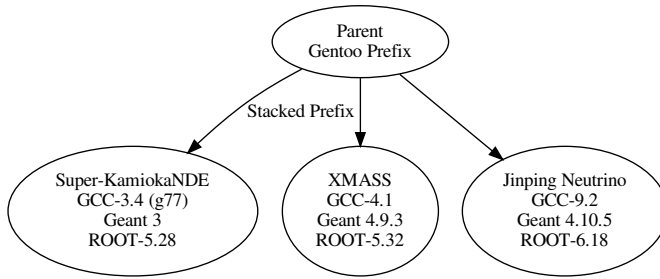 Parent
Gentoo Prefix
Stacked Prefix
Super-KamiokaNDE
GCC-3.4 (g77)
Geant 3
ROOT-5.28
XMASS
GCC-4.1
Geant 4.9.3
ROOT-5.32
Jinping Neutrino
GCC-9.2
Geant 4.10.5
ROOT-6.18